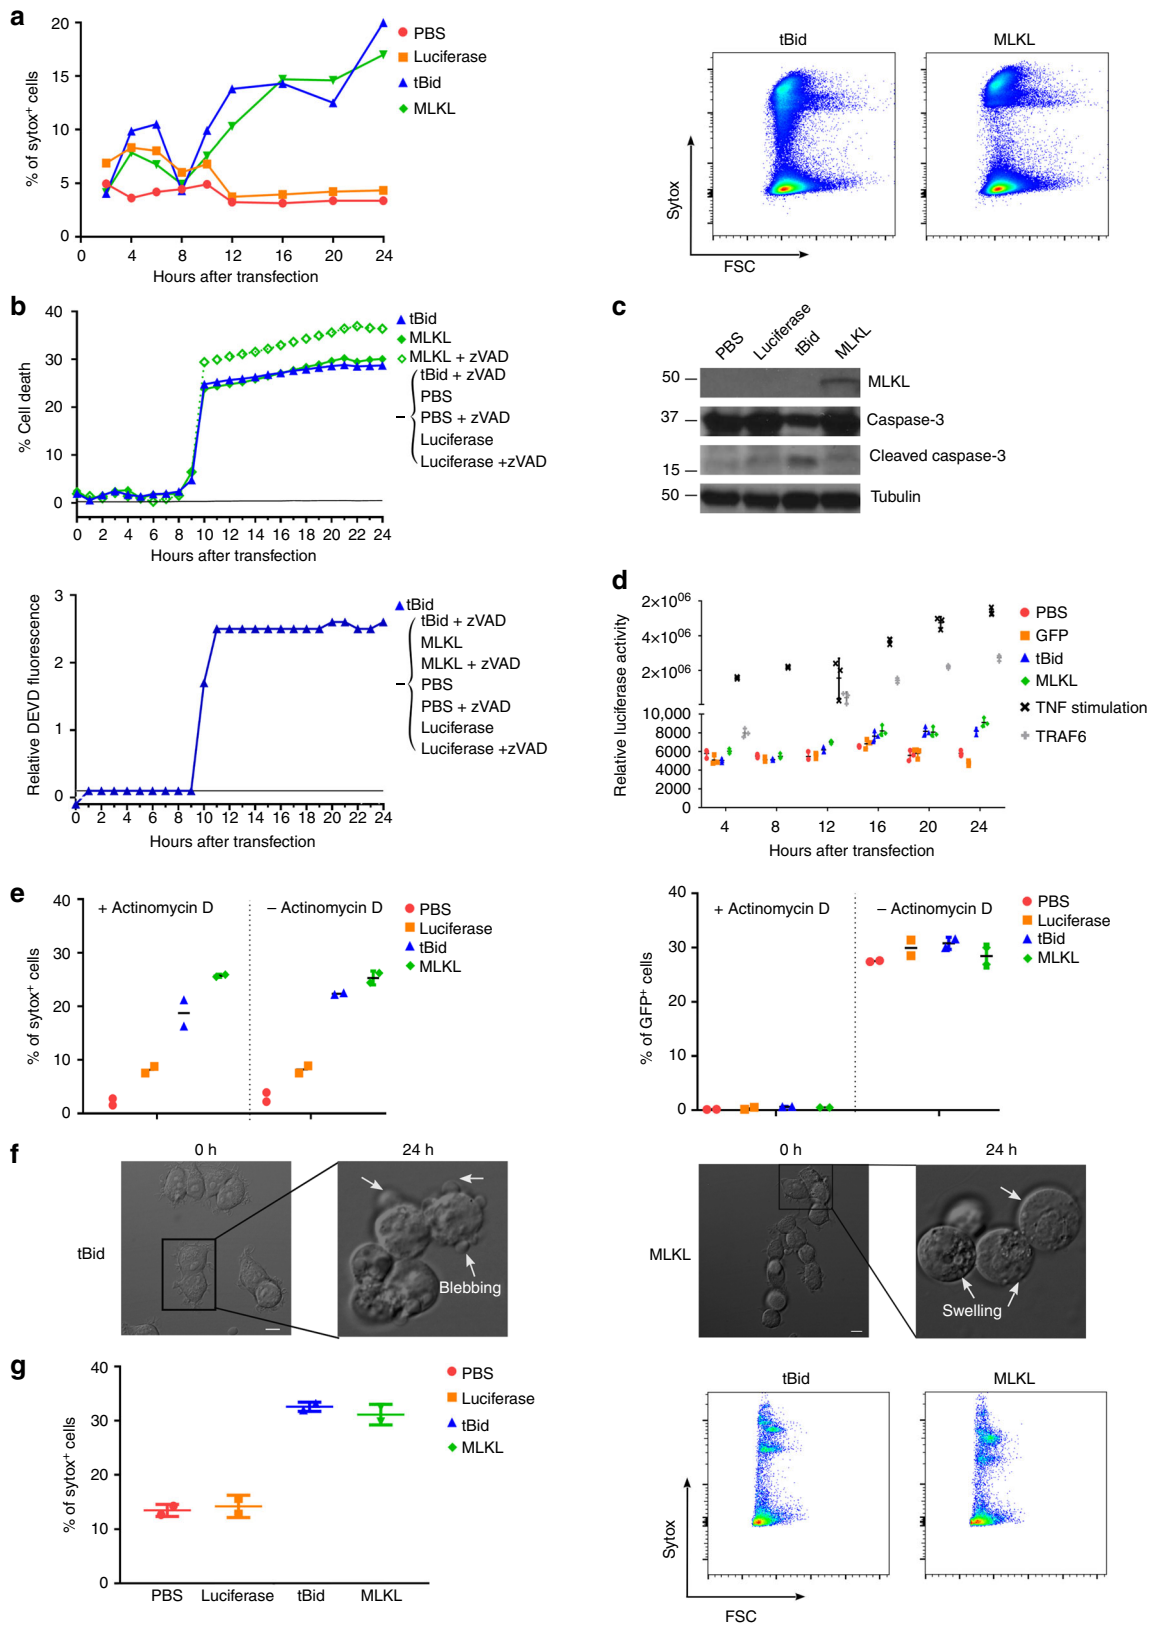 a
20
15
10
5
0
% of sytox⁺ cells
0 4 8 12 16 20 24
Hours after transfection
PBS
Luciferase
tBid
MLKL
tBid
MLKL
Sytox
FSC
b
40
30
20
10
0
% Cell death
0 2 4 6 8 10 12 14 16 18 20 22 24
Hours after transfection
tBid
MLKL
MLKL + zVAD
tBid + zVAD
PBS
PBS + zVAD
Luciferase
Luciferase +zVAD
3
2
1
0
Relative DEVD fluorescence
0 2 4 6 8 10 12 14 16 18 20 22 24
Hours after transfection
tBid
tBid + zVAD
MLKL
MLKL + zVAD
PBS
PBS + zVAD
Luciferase
Luciferase +zVAD
c
PBS
Luciferase
tBid
MLKL
50 MLKL
37 Caspase-3
15 Cleaved caspase-3
50 Tubulin
d
2×10⁰⁶
4×10⁰⁶
2×10⁰⁶
10,000
8000
6000
4000
2000
0
Relative luciferase activity
4 8 12 16 20 24
Hours after transfection
PBS
GFP
tBid
MLKL
TNF stimulation
TRAF6
e
40
30
20
10
0
% of sytox⁺ cells
+ Actinomycin D
– Actinomycin D
PBS
Luciferase
tBid
MLKL
40
30
20
10
0
% of GFP⁺ cells
+ Actinomycin D
– Actinomycin D
PBS
Luciferase
tBid
MLKL
f
0 h
24 h
tBid
Blebbing
0 h
24 h
MLKL
Swelling
g
40
30
20
10
0
% of sytox⁺ cells
PBS Luciferase tBid MLKL
PBS
Luciferase
tBid
MLKL
tBid
MLKL
Sytox
FSC